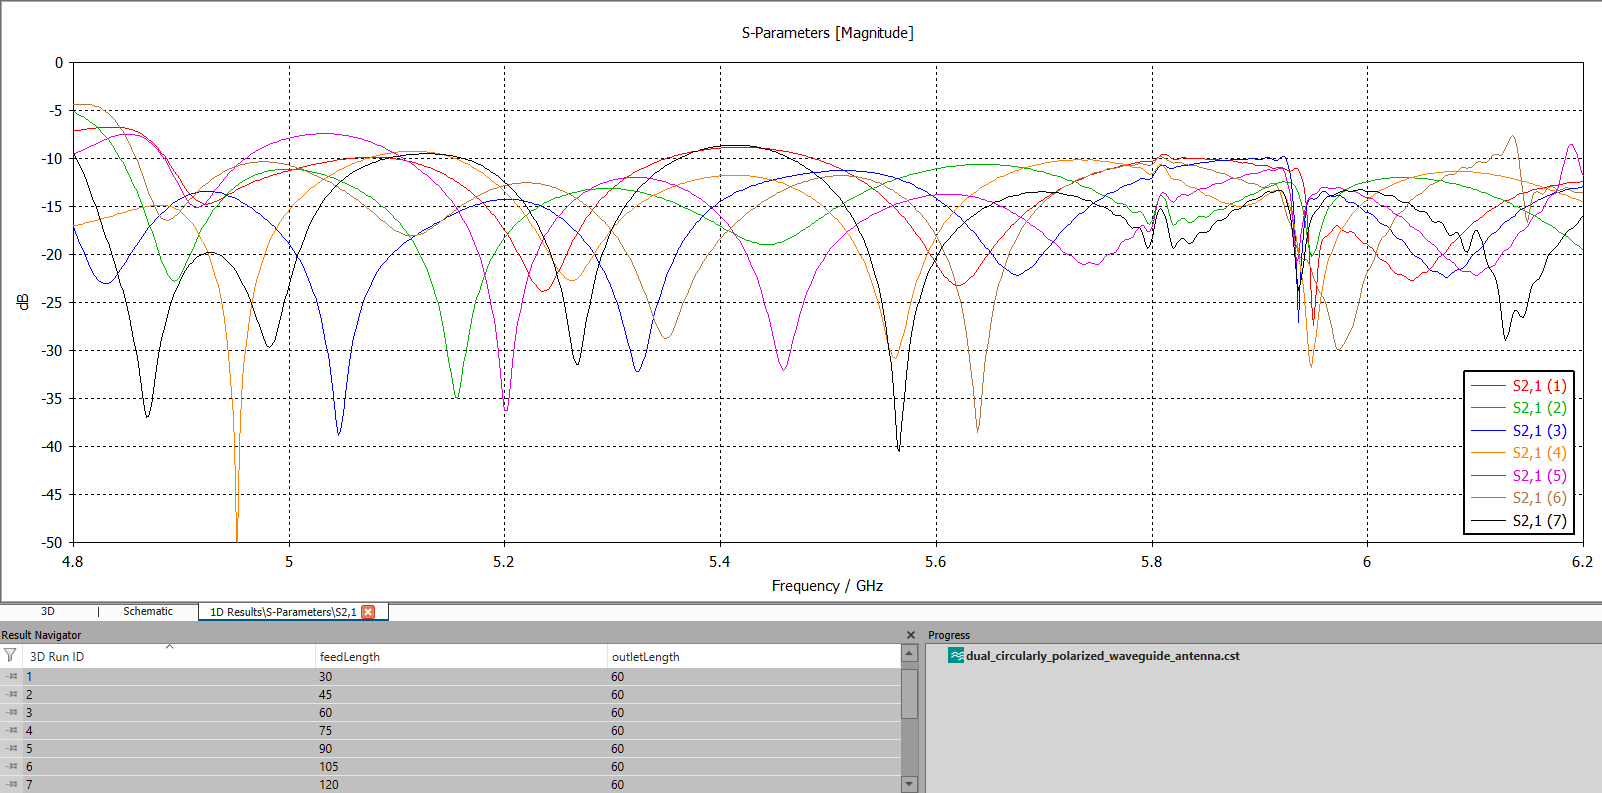 S-Parameters [Magnitude]
0
-5
-10
-15
-20
-25
-30
-35
-40
-45
-50
dB
4.8 5 5.2 5.4 5.6 5.8 6 6.2
Frequency / GHz
S2,1 (1)
S2,1 (2)
S2,1 (3)
S2,1 (4)
S2,1 (5)
S2,1 (6)
S2,1 (7)
3D Schematic 1D Results\S-Parameters\S2,1
Result Navigator
3D Run ID feedLength outletLength
1 30 60
2 45 60
3 60 60
4 75 60
5 90 60
6 105 60
7 120 60
Progress
dual_circularly_polarized_waveguide_antenna.cst